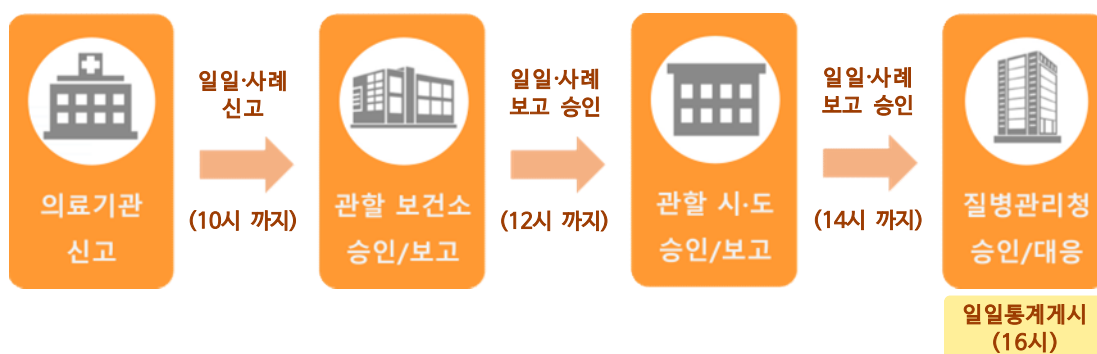 의료기관
신고
일일·사례
신고
(10시 까지)
관할 보건소
승인/보고
일일·사례
보고 승인
(12시 까지)
관할 시·도
승인/보고
일일·사례
보고 승인
(14시 까지)
질병관리청
승인/대응
일일통계게시
(16시)